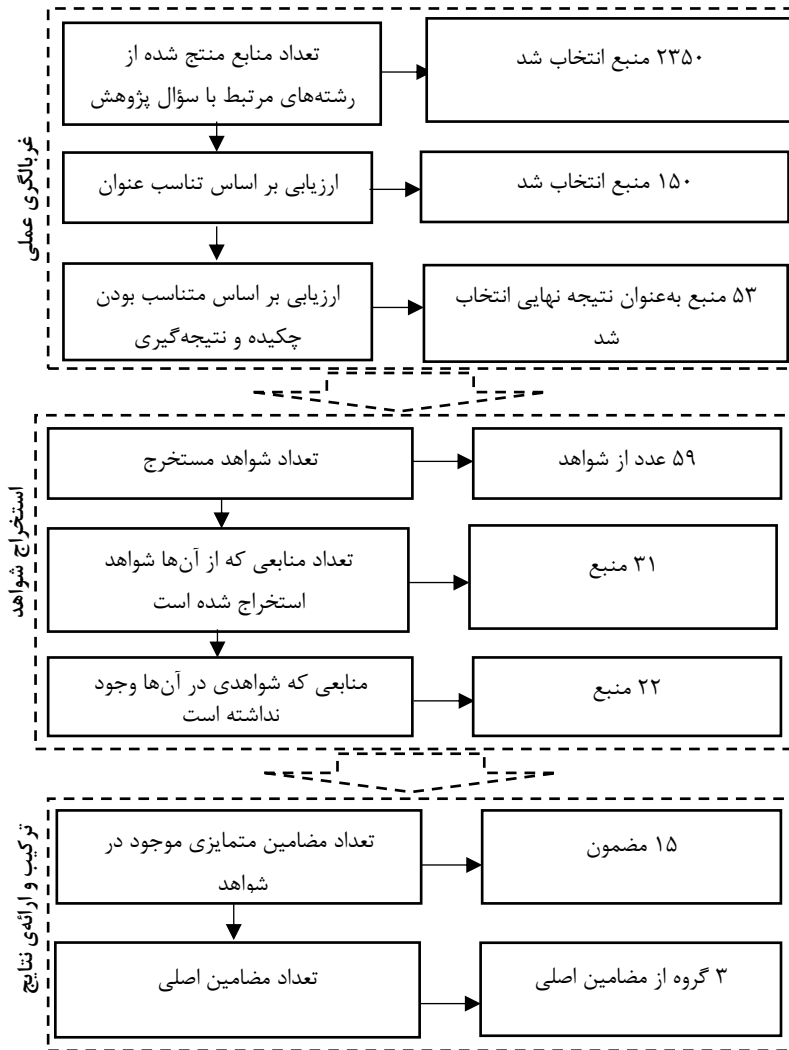 غربالگری عملی
تعداد منابع منتج شده از
رشته‌های مرتبط با سؤال پژوهش
۲۳۵۰ منبع انتخاب شد
ارزیابی بر اساس تناسب عنوان
۱۵۰ منبع انتخاب شد
ارزیابی بر اساس متناسب بودن
چکیده و نتیجه‌گیری
۵۳ منبع به‌عنوان نتیجه نهایی انتخاب
شد
استخراج شواهد
تعداد شواهد مستخرج
۵۹ عدد از شواهد
تعداد منابعی که از آن‌ها شواهد
استخراج شده است
۳۱ منبع
منابعی که شواهدی در آن‌ها وجود
نداشته است
۲۲ منبع
ترکیب و ارائه‌ی نتایج
تعداد مضامین متمایزی موجود در
شواهد
۱۵ مضمون
تعداد مضامین اصلی
۳ گروه از مضامین اصلی